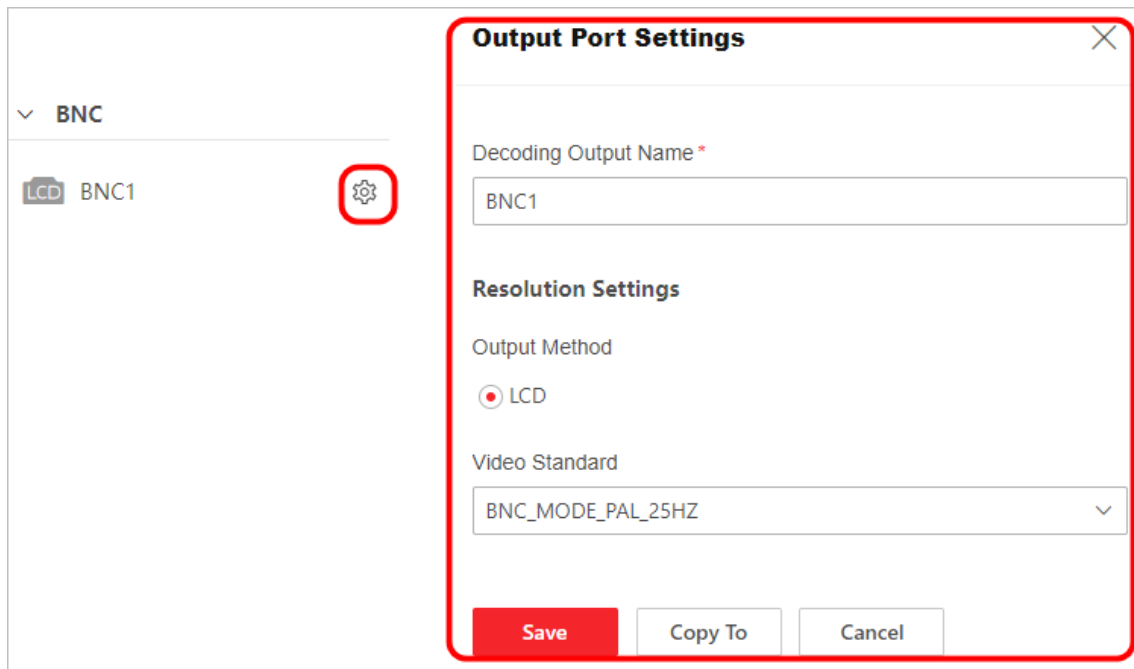 Output Port Settings
BNC
Decoding Output Name *
LCD BNC1
BNC1
Resolution Settings
Output Method
LCD
Video Standard
BNC_MODE_PAL_25HZ
Save Copy To Cancel